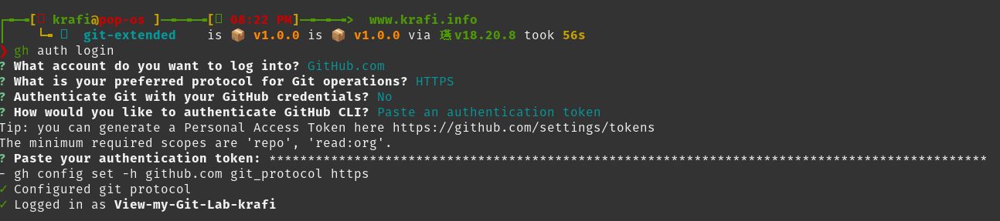 [ krafi@pop-os ] [ 08:22 PM] > www.krafi.info
git-extended is 📦 v1.0.0 is 📦 v1.0.0 via v18.20.8 took 56s
❯ gh auth login
? What account do you want to log into? GitHub.com
? What is your preferred protocol for Git operations? HTTPS
? Authenticate Git with your GitHub credentials? No
? How would you like to authenticate GitHub CLI? Paste an authentication token
Tip: you can generate a Personal Access Token here https://github.com/settings/tokens
The minimum required scopes are 'repo', 'read:org'.
? Paste your authentication token: *********************************************************************************************
- gh config set -h github.com git_protocol https
✓ Configured git protocol
✓ Logged in as View-my-Git-Lab-krafi